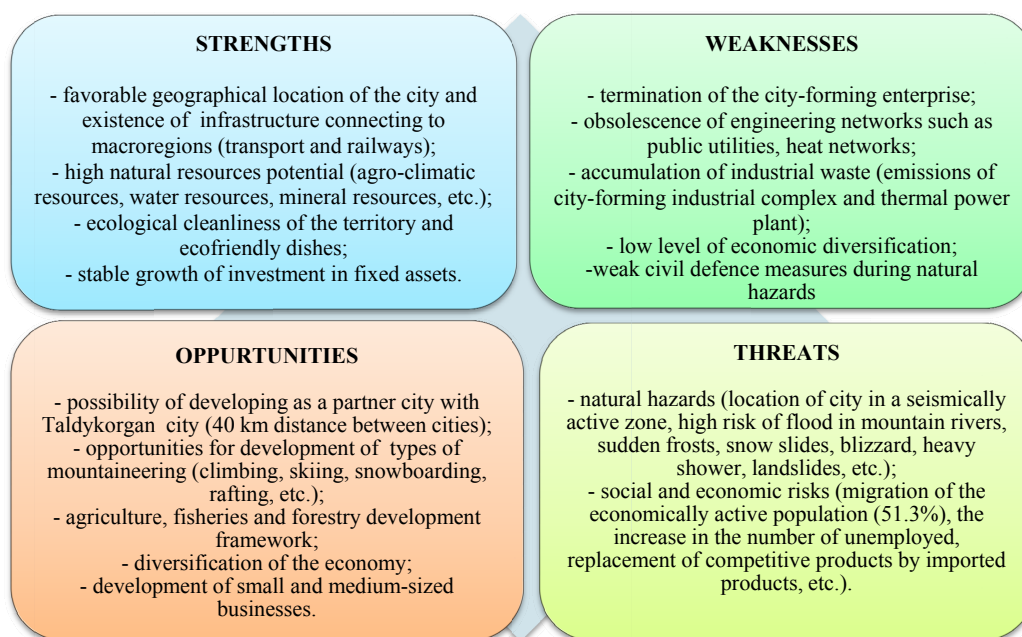 STRENGTHS
- favorable geographical location of the city and
existence of infrastructure connecting to
macroregions (transport and railways);
- high natural resources potential (agro-climatic
resources, water resources, mineral resources, etc.);
- ecological cleanliness of the territory and
ecofriendly dishes;
- stable growth of investment in fixed assets.
WEAKNESSES
- termination of the city-forming enterprise;
- obsolescence of engineering networks such as
public utilities, heat networks;
- accumulation of industrial waste (emissions of
city-forming industrial complex and thermal power
plant);
- low level of economic diversification;
-weak civil defence measures during natural
hazards
OPPURTUNITIES
- possibility of developing as a partner city with
Taldykorgan city (40 km distance between cities);
- opportunities for development of types of
mountaineering (climbing, skiing, snowboarding,
rafting, etc.);
- agriculture, fisheries and forestry development
framework;
- diversification of the economy;
- development of small and medium-sized
businesses.
THREATS
- natural hazards (location of city in a seismically
active zone, high risk of flood in mountain rivers,
sudden frosts, snow slides, blizzard, heavy
shower, landslides, etc.);
- social and economic risks (migration of the
economically active population (51.3%), the
increase in the number of unemployed,
replacement of competitive products by imported
products, etc.).